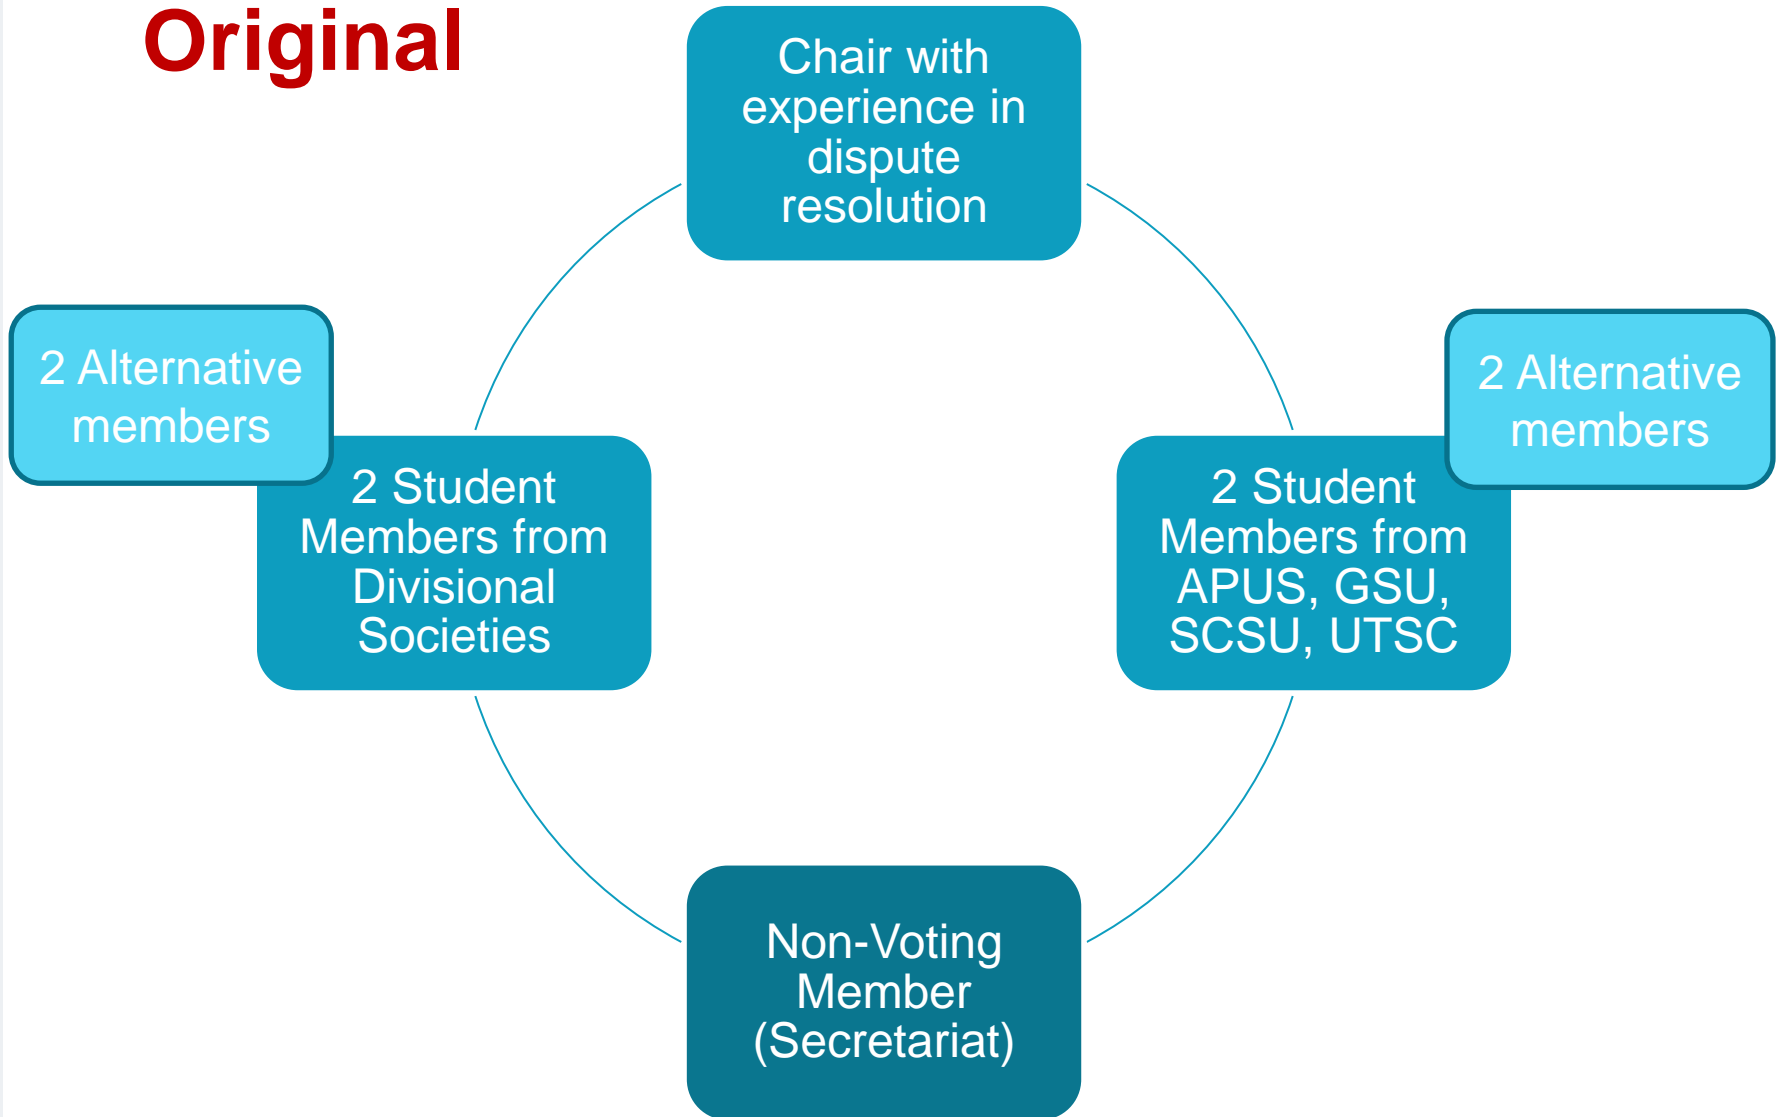 Original
Chair with
experience in
dispute
resolution
2 Alternative
members
2 Alternative
members
2 Student
Members from
Divisional
Societies
2 Student
Members from
APUS, GSU,
SCSU, UTSC
Non-Voting
Member
(Secretariat)